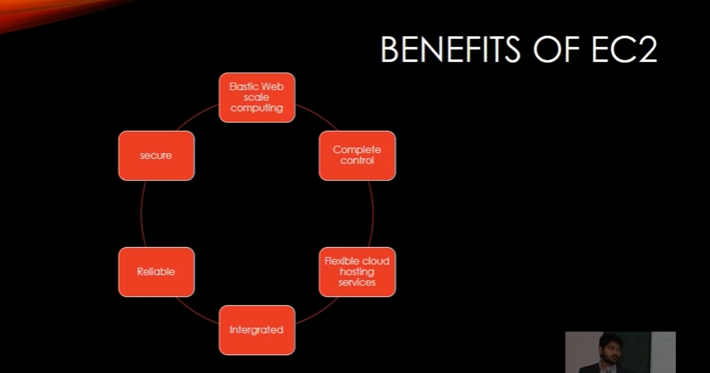 BENEFITS OF EC2
Elastic Web
scale
computing
Complete
control
Flexible cloud
hosting
services
Intergrated
Reliable
secure